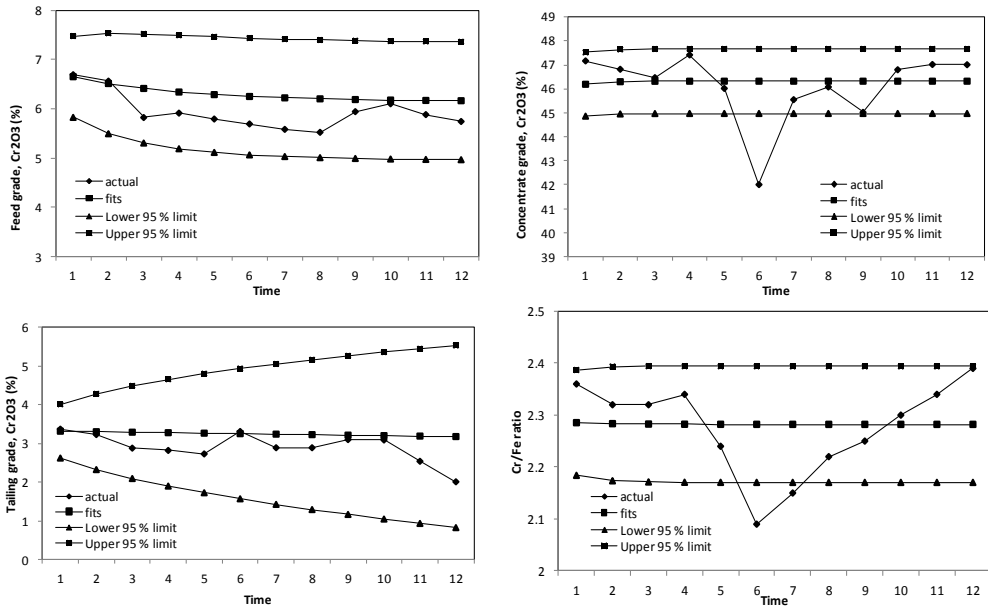 Feed grade, Cr2O3 (%)
8
7
6
5
4
3
actual
fits
Lower 95 % limit
Upper 95 % limit
1 2 3 4 5 6 7 8 9 10 11 12
Time
Concentrate grade, Cr2O3 (%)
49
48
47
46
45
44
43
42
41
40
39
actual
fits
Lower 95 % limit
Upper 95 % limit
1 2 3 4 5 6 7 8 9 10 11 12
Time
Tailing grade, Cr2O3 (%)
6
5
4
3
2
1
0
actual
fits
Lower 95 % limit
Upper 95 % limit
1 2 3 4 5 6 7 8 9 10 11 12
Time
Cr/Fe ratio
2.5
2.4
2.3
2.2
2.1
2
actual
fits
Lower 95 % limit
Upper 95 % limit
1 2 3 4 5 6 7 8 9 10 11 12
Time